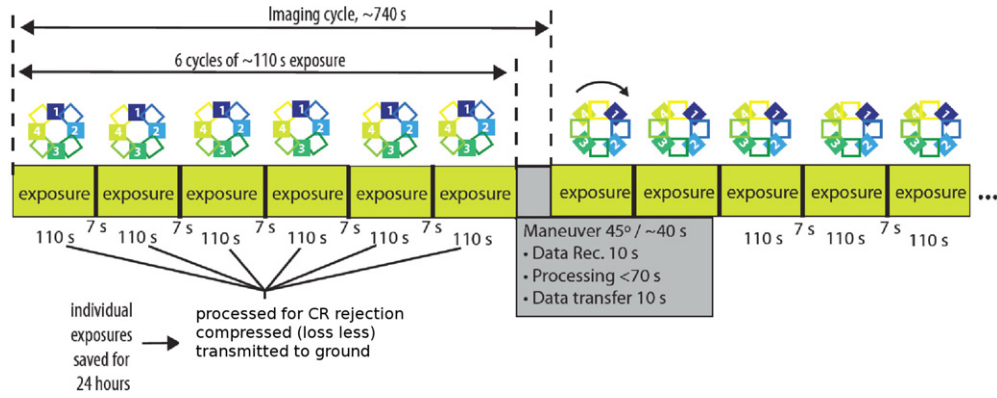 Imaging cycle, ~740 s
6 cycles of ~110 s exposure
1 1 1 1 1 1 4 1 4 1 4 1 4 1 4 1
4 2 4 2 4 2 4 2 4 2 4 2
3 3 3 3 3 3 3 2 3 2 3 2 3 2 3 2
exposure exposure exposure exposure exposure exposure exposure exposure exposure exposure exposure ...
7 s 7 s 7 s 7 s 7 s 7 s 7 s
110 s 110 s 110 s 110 s 110 s 110 s 110 s 110 s 110 s
Maneuver 45º / ~40 s
• Data Rec. 10 s
• Processing <70 s
• Data transfer 10 s
individual
exposures
saved for
24 hours
processed for CR rejection
compressed (loss less)
transmitted to ground